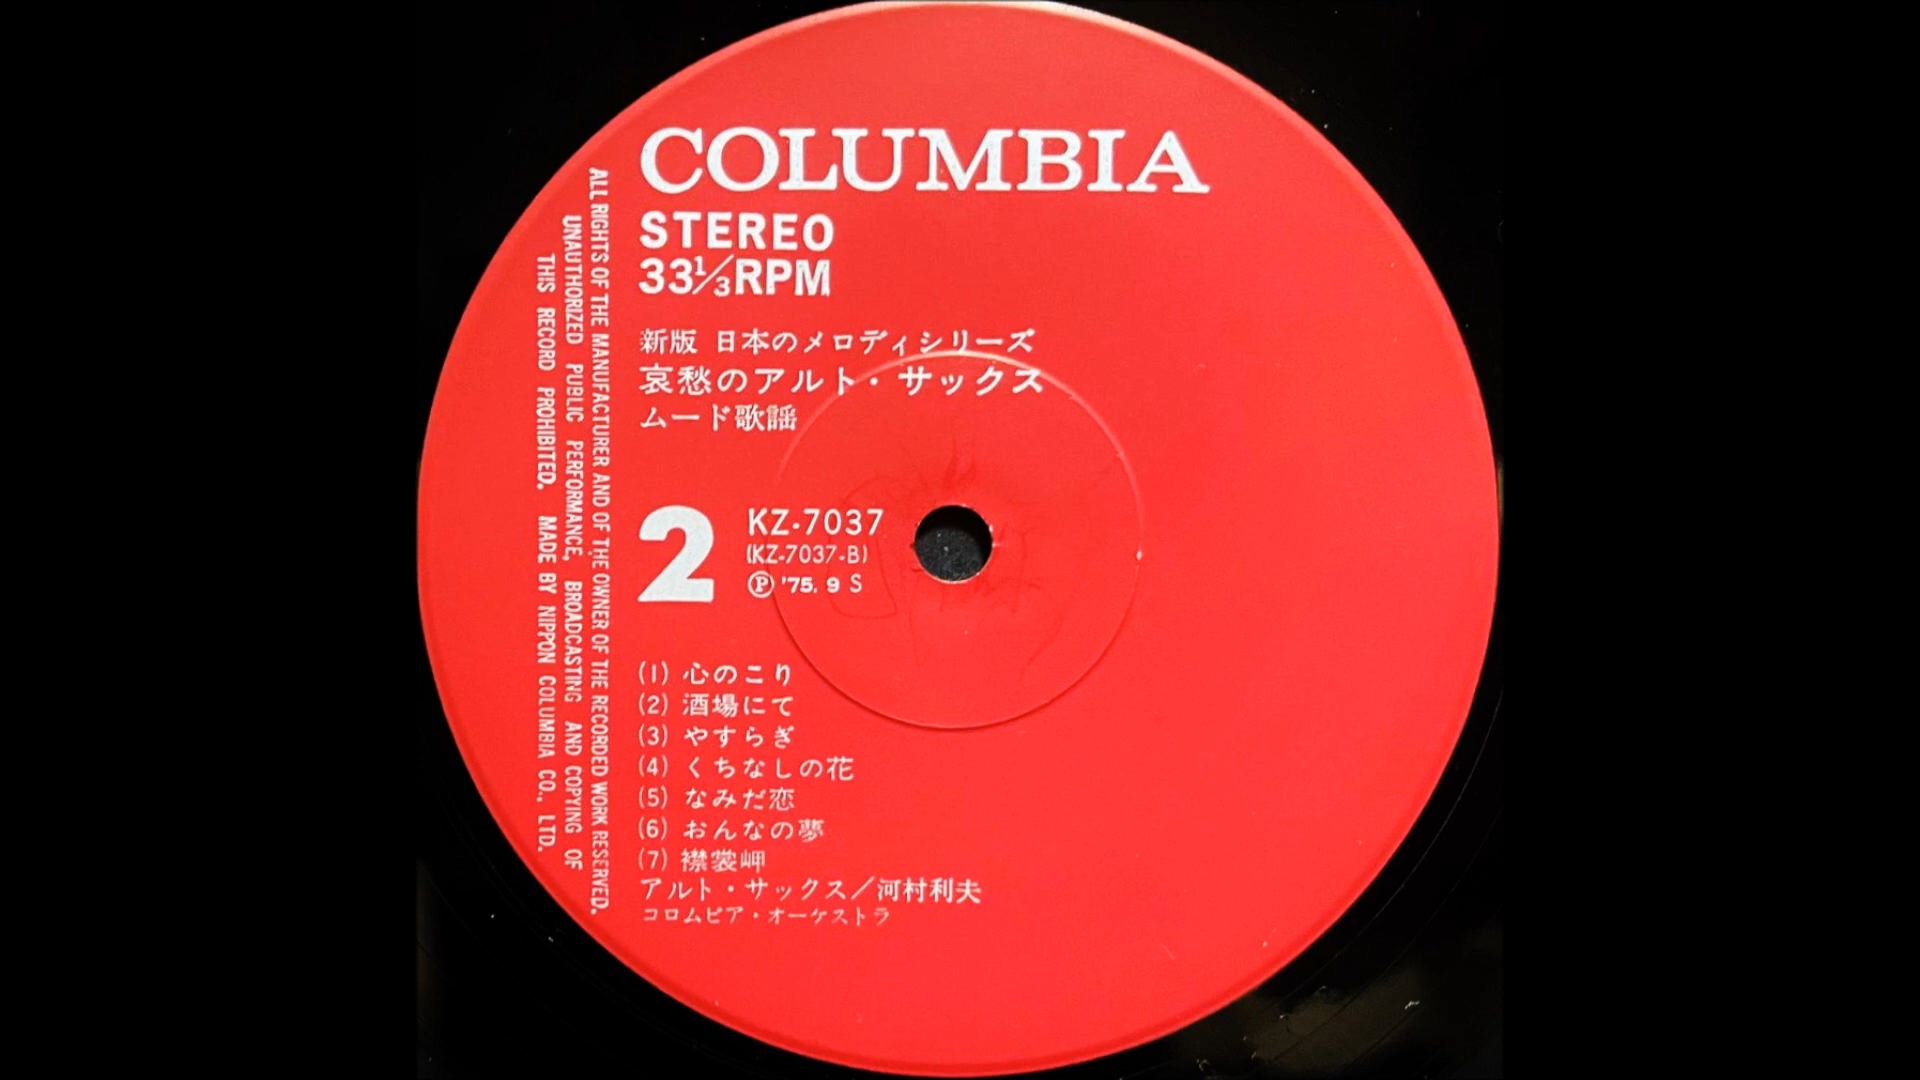 COLUMBIA
STEREO
33 1/3 RPM
新版 日本のメロディシリーズ
哀愁のアルト・サックス
ムード歌謡
2
KZ-7037
(KZ-7037-B)
Ⓟ '75. 9 S
(1) 心のこり
(2) 酒場にて
(3) やすらぎ
(4) くちなしの花
(5) なみだ恋
(6) おんなの夢
(7) 襟裳岬
アルト・サックス/河村利夫
コロムビア・オーケストラ
ALL RIGHTS OF THE MANUFACTURER AND OF THE OWNER OF THE RECORDED WORK RESERVED.
UNAUTHORIZED PUBLIC PERFORMANCE, BROADCASTING AND COPYING OF
THIS RECORD PROHIBITED. MADE BY NIPPON COLUMBIA CO., LTD.